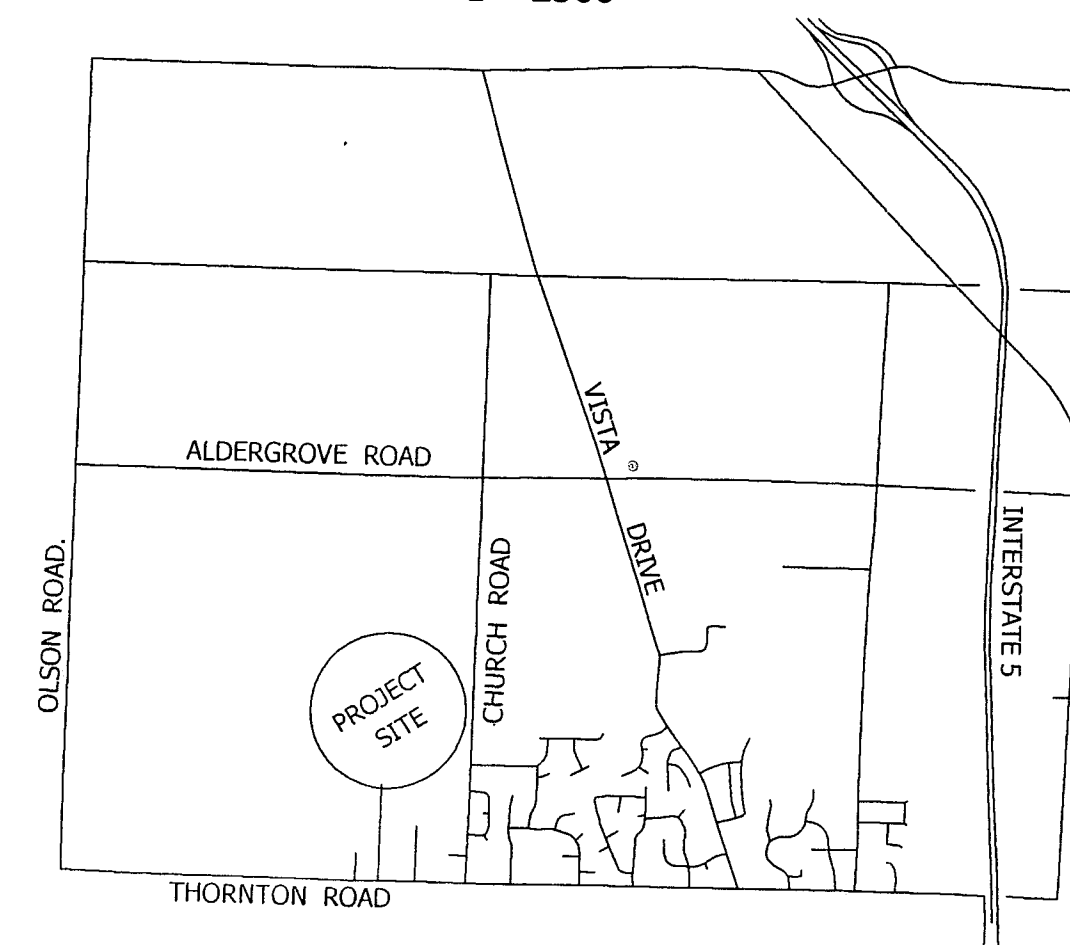 ALDERGROVE ROAD
VISTA
DRIVE
INTERSTATE 5
OLSON ROAD.
CHURCH ROAD
PROJECT
SITE
THORNTON ROAD